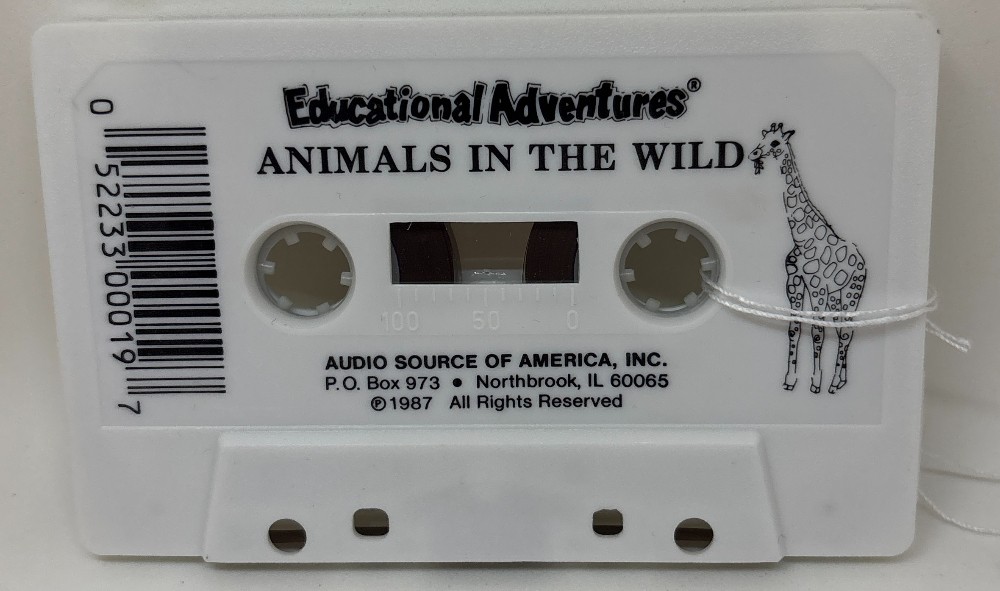 Educational Adventures®
ANIMALS IN THE WILD
0 52233 00019 7
100 50 0
AUDIO SOURCE OF AMERICA, INC.
P.O. Box 973 • Northbrook, IL 60065
℗1987 All Rights Reserved